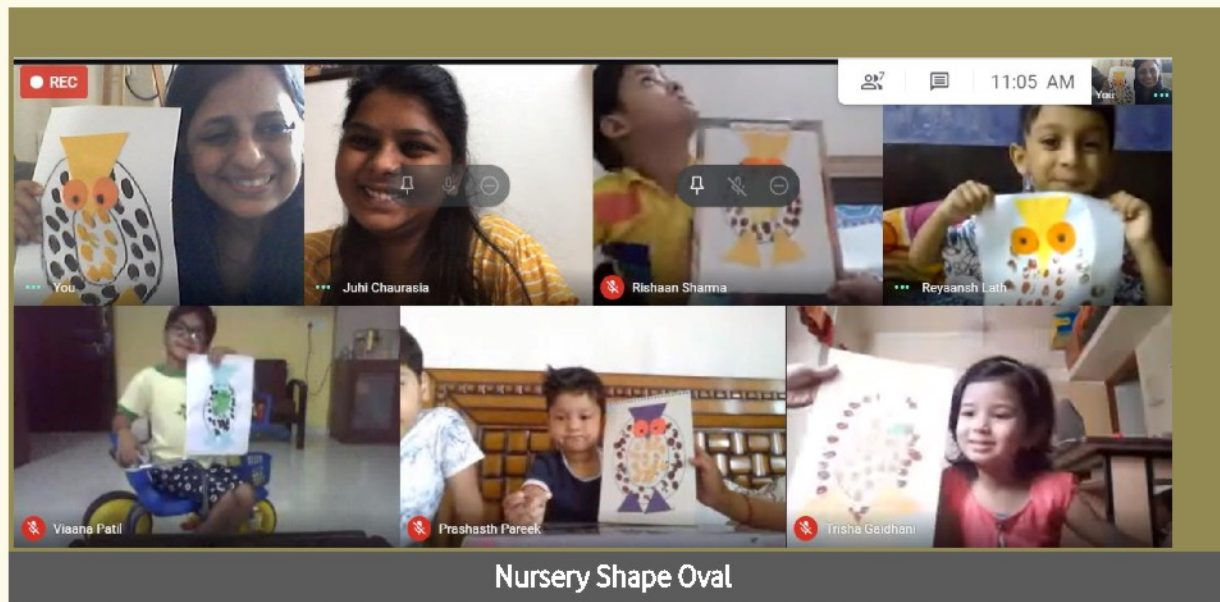 REC
7
11:05 AM
You
You
Juhi Chaurasia
Rishaan Sharma
Reyaansh Lath
Viaana Patil
Prashasth Pareek
Trisha Gaidhani
Nursery Shape Oval